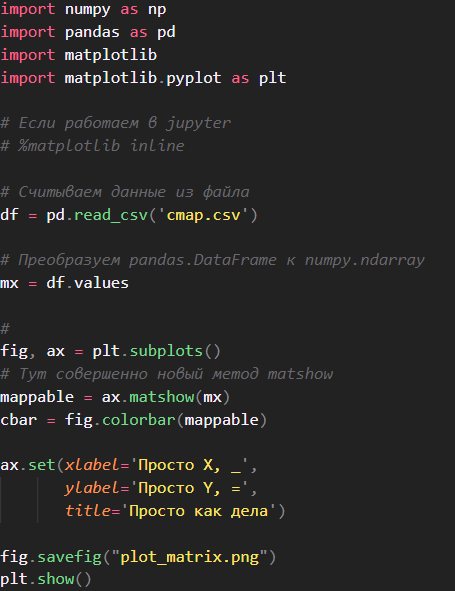 import numpy as np
import pandas as pd
import matplotlib
import matplotlib.pyplot as plt
# Если работаем в jupyter
# %matplotlib inline
# Считываем данные из файла
df = pd.read_csv('cmap.csv')
# Преобразуем pandas.DataFrame к numpy.ndarray
mx = df.values
#
fig, ax = plt.subplots()
# Тут совершенно новый метод matshow
mappable = ax.matshow(mx)
cbar = fig.colorbar(mappable)
ax.set(xlabel='Просто X, _',
ylabel='Просто Y, =',
title='Просто как дела')
fig.savefig("plot_matrix.png")
plt.show()